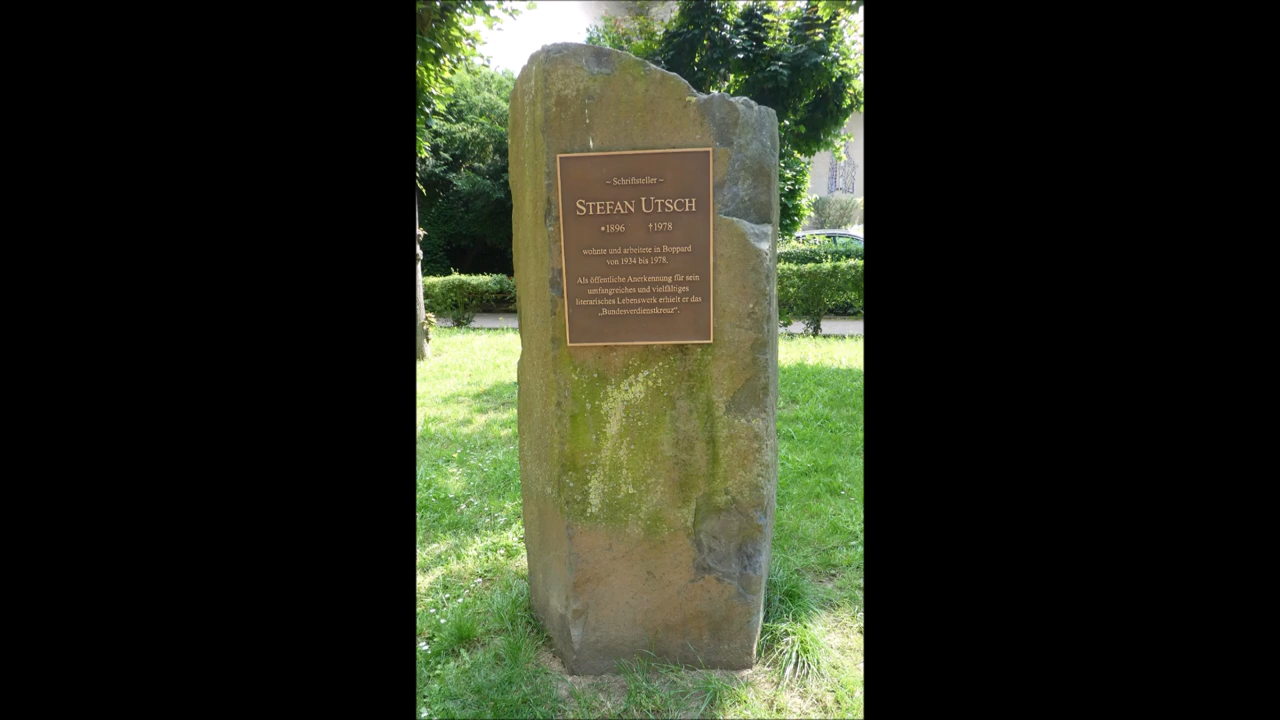 ~ Schriftsteller ~
STEFAN UTSCH
*1896 †1978
wohnte und arbeitete in Boppard
von 1934 bis 1978.
Als öffentliche Anerkennung für sein
umfangreiches und vielfältiges
literarisches Lebenswerk erhielt er das
„Bundesverdienstkreuz“.